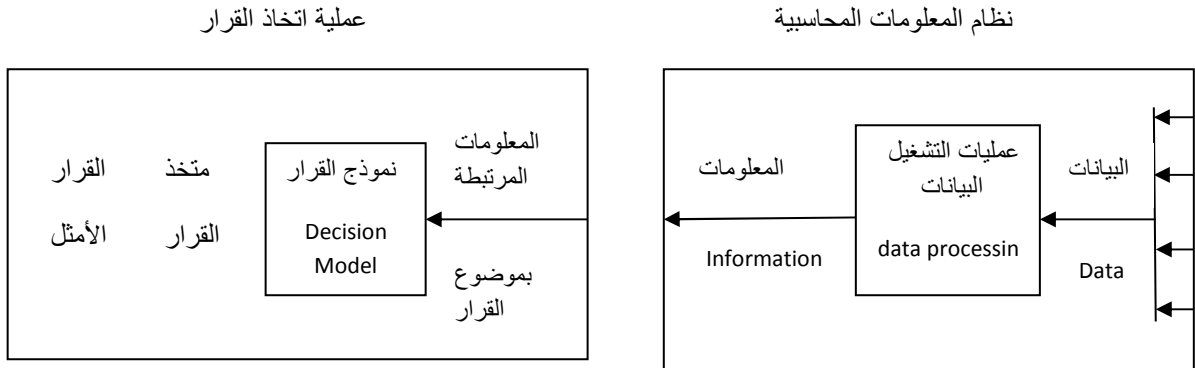 نظام المعلومات المحاسبية
البيانات
Data
عمليات التشغيل
البيانات
data processin
المعلومات
Information
عملية اتخاذ القرار
المعلومات
المرتبطة
بموضوع
القرار
نموذج القرار
Decision
Model
متخذ
القرار
القرار
الأمثل